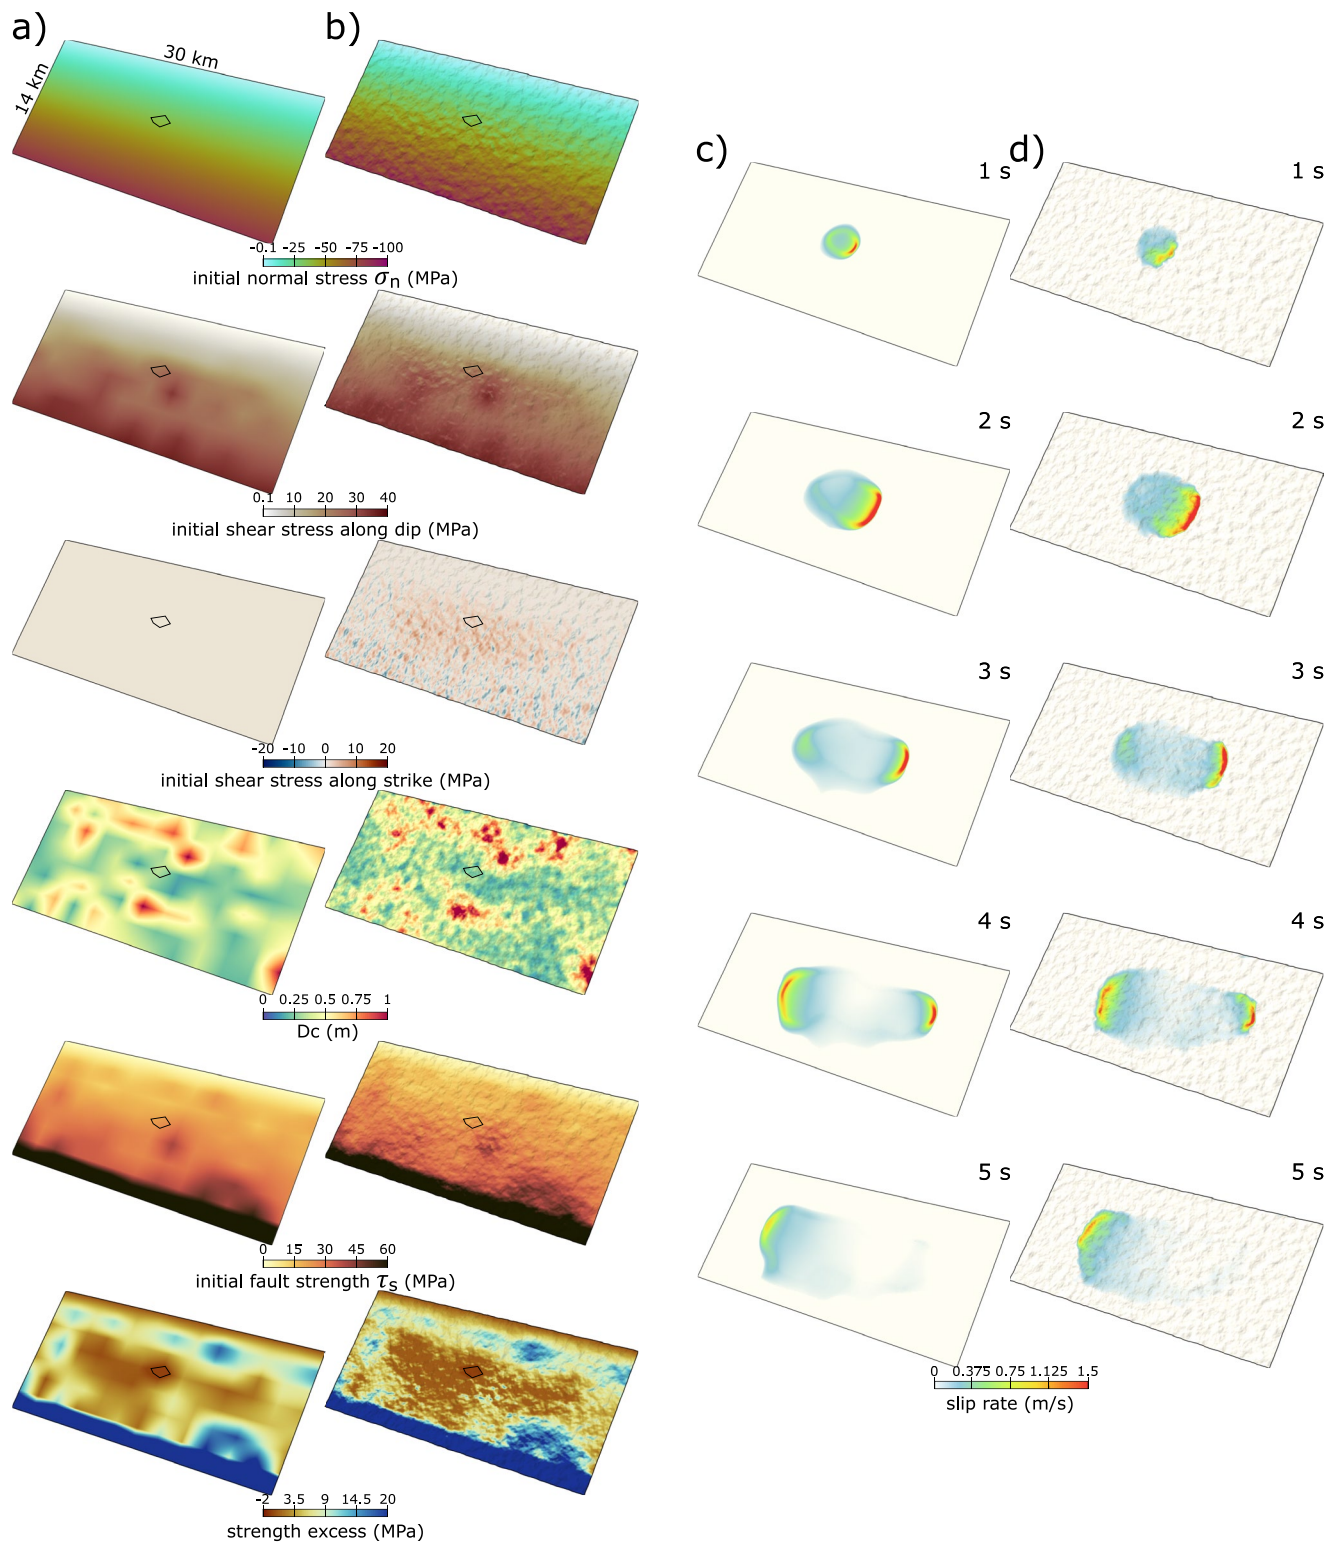 a)
b)
30 km
14 km
-0.1 -25 -50 -75 -100
initial normal stress σn (MPa)
0.1 10 20 30 40
initial shear stress along dip (MPa)
-20 -10 0 10 20
initial shear stress along strike (MPa)
0 0.25 0.5 0.75 1
Dc (m)
0 15 30 45 60
initial fault strength τs (MPa)
-2 3.5 9 14.5 20
strength excess (MPa)
c)
d)
1 s
1 s
2 s
2 s
3 s
3 s
4 s
4 s
5 s
5 s
0 0.375 0.75 1.125 1.5
slip rate (m/s)